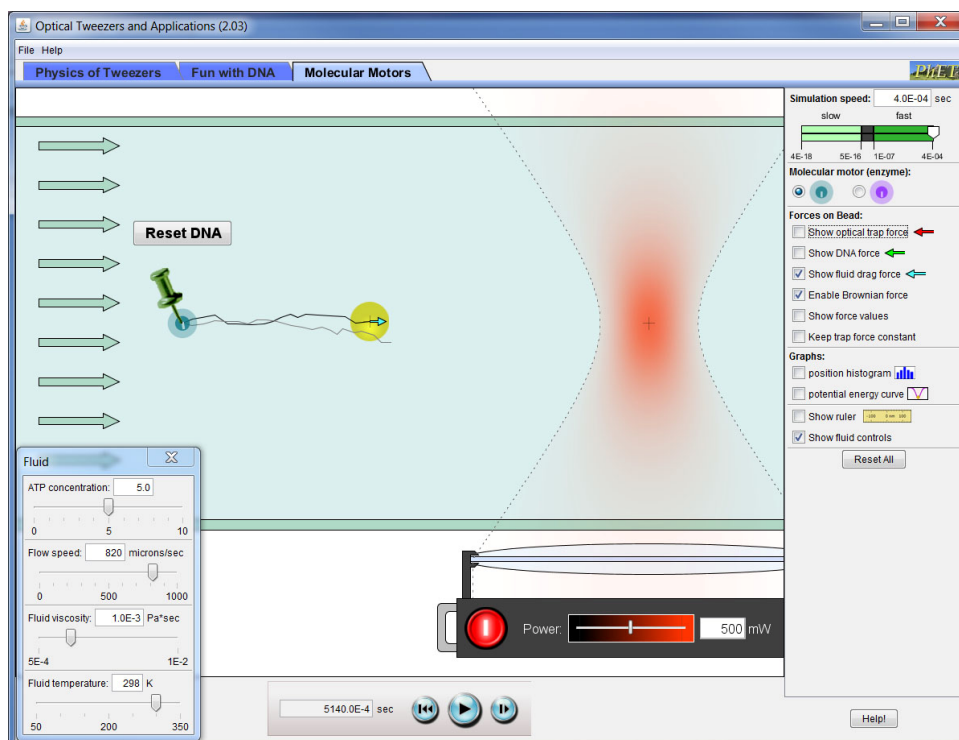 Optical Tweezers and Applications (2.03)
File Help
Physics of Tweezers Fun with DNA Molecular Motors
PhET
Simulation speed: 4.0E-04 sec
slow fast
4E-18 5E-16 1E-07 4E-04
Molecular motor (enzyme):
Forces on Bead:
Show optical trap force
Show DNA force
Show fluid drag force
Enable Brownian force
Show force values
Keep trap force constant
Graphs:
position histogram
potential energy curve
Show ruler
Show fluid controls
Reset All
Reset DNA
Fluid
ATP concentration: 5.0
0 5 10
Flow speed: 820 microns/sec
0 500 1000
Fluid viscosity: 1.0E-3 Pa*sec
5E-4 1E-2
Fluid temperature: 298 K
50 200 350
Power: 500 mW
5140.0E-4 sec
Help!